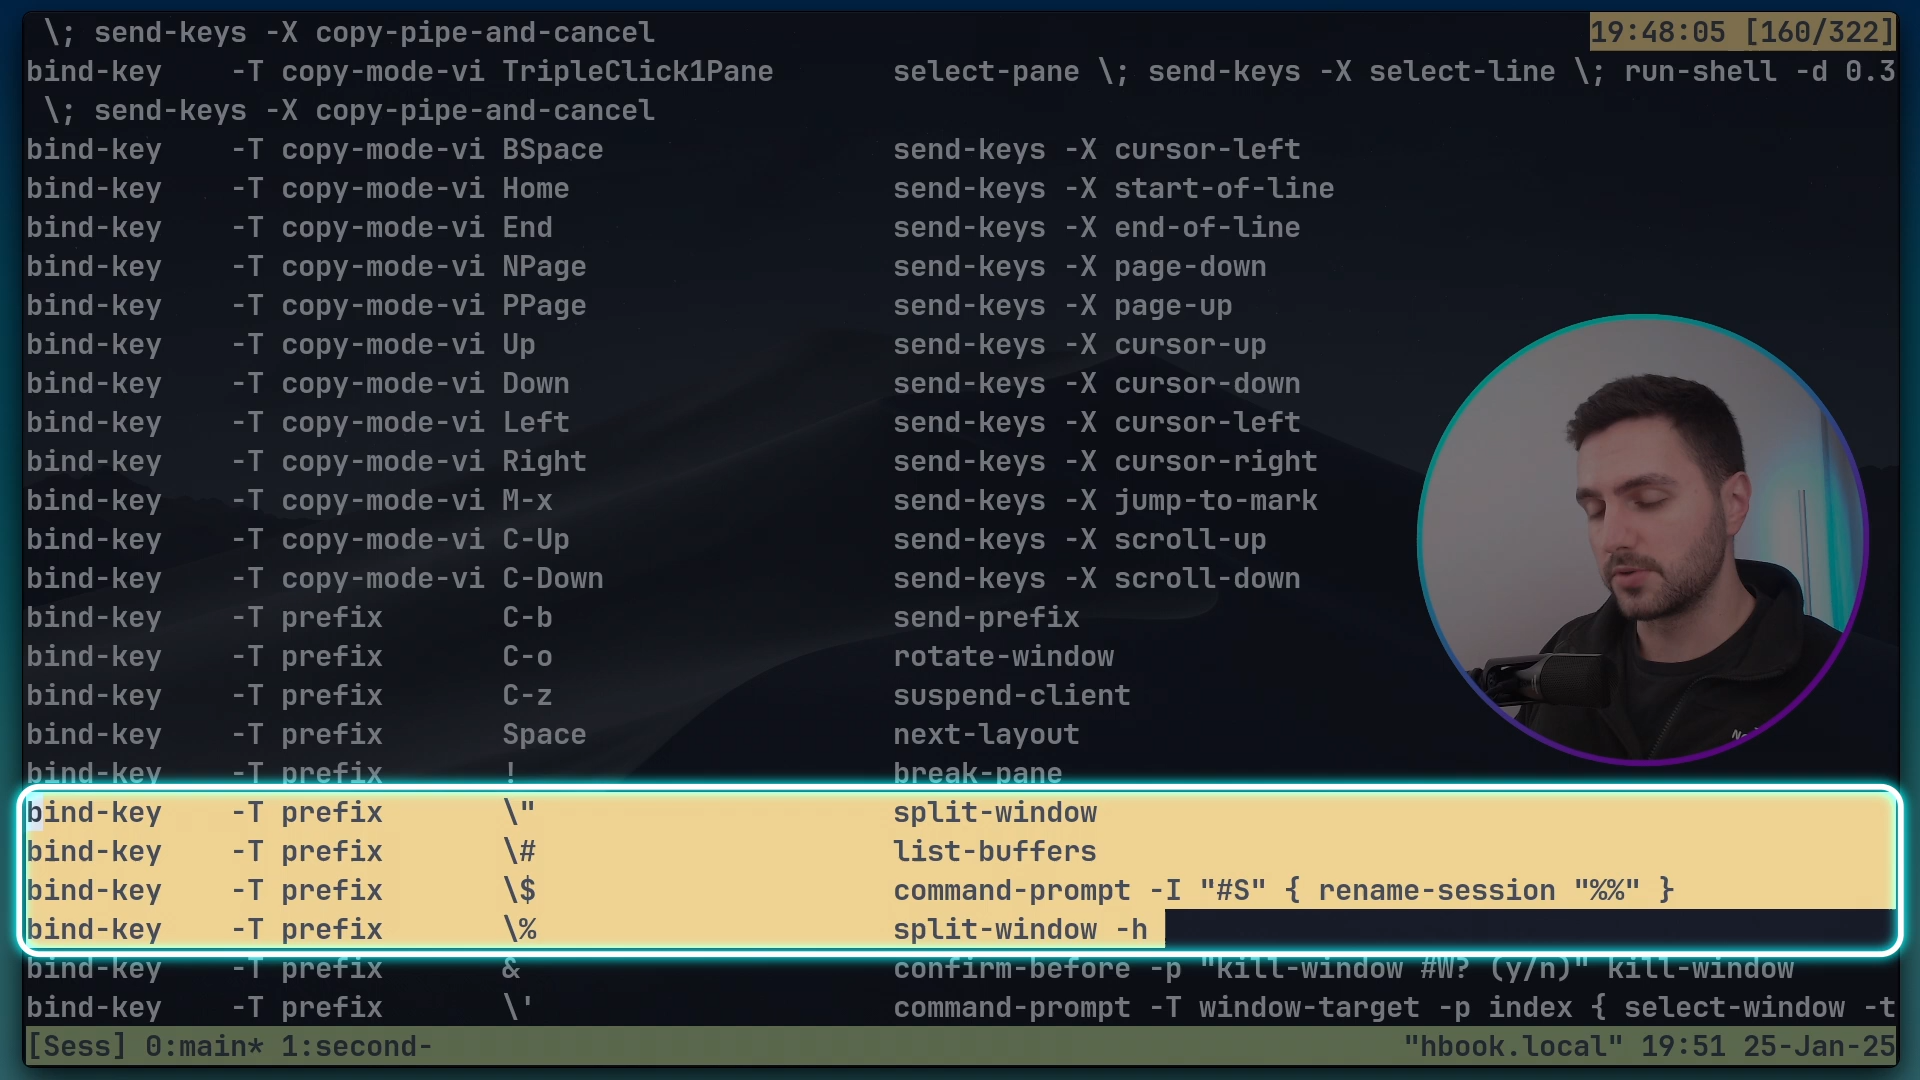 \; send-keys -X copy-pipe-and-cancel 19:48:05 [160/322]
bind-key    -T copy-mode-vi TripleClick1Pane       select-pane \; send-keys -X select-line \; run-shell -d 0.3
 \; send-keys -X copy-pipe-and-cancel
bind-key    -T copy-mode-vi BSpace                 send-keys -X cursor-left
bind-key    -T copy-mode-vi Home                   send-keys -X start-of-line
bind-key    -T copy-mode-vi End                    send-keys -X end-of-line
bind-key    -T copy-mode-vi NPage                  send-keys -X page-down
bind-key    -T copy-mode-vi PPage                  send-keys -X page-up
bind-key    -T copy-mode-vi Up                     send-keys -X cursor-up
bind-key    -T copy-mode-vi Down                   send-keys -X cursor-down
bind-key    -T copy-mode-vi Left                   send-keys -X cursor-left
bind-key    -T copy-mode-vi Right                  send-keys -X cursor-right
bind-key    -T copy-mode-vi M-x                    send-keys -X jump-to-mark
bind-key    -T copy-mode-vi C-Up                   send-keys -X scroll-up
bind-key    -T copy-mode-vi C-Down                 send-keys -X scroll-down
bind-key    -T prefix       C-b                    send-prefix
bind-key    -T prefix       C-o                    rotate-window
bind-key    -T prefix       C-z                    suspend-client
bind-key    -T prefix       Space                  next-layout
bind-key    -T prefix       !                      break-pane
bind-key    -T prefix       \"                     split-window
bind-key    -T prefix       \#                     list-buffers
bind-key    -T prefix       \$                     command-prompt -I "#S" { rename-session "%%" }
bind-key    -T prefix       \%                     split-window -h
bind-key    -T prefix       &                      confirm-before -p "kill-window #W? (y/n)" kill-window
bind-key    -T prefix       \'                     command-prompt -T window-target -p index { select-window -t
[Sess] 0:main* 1:second- "hbook.local" 19:51 25-Jan-25